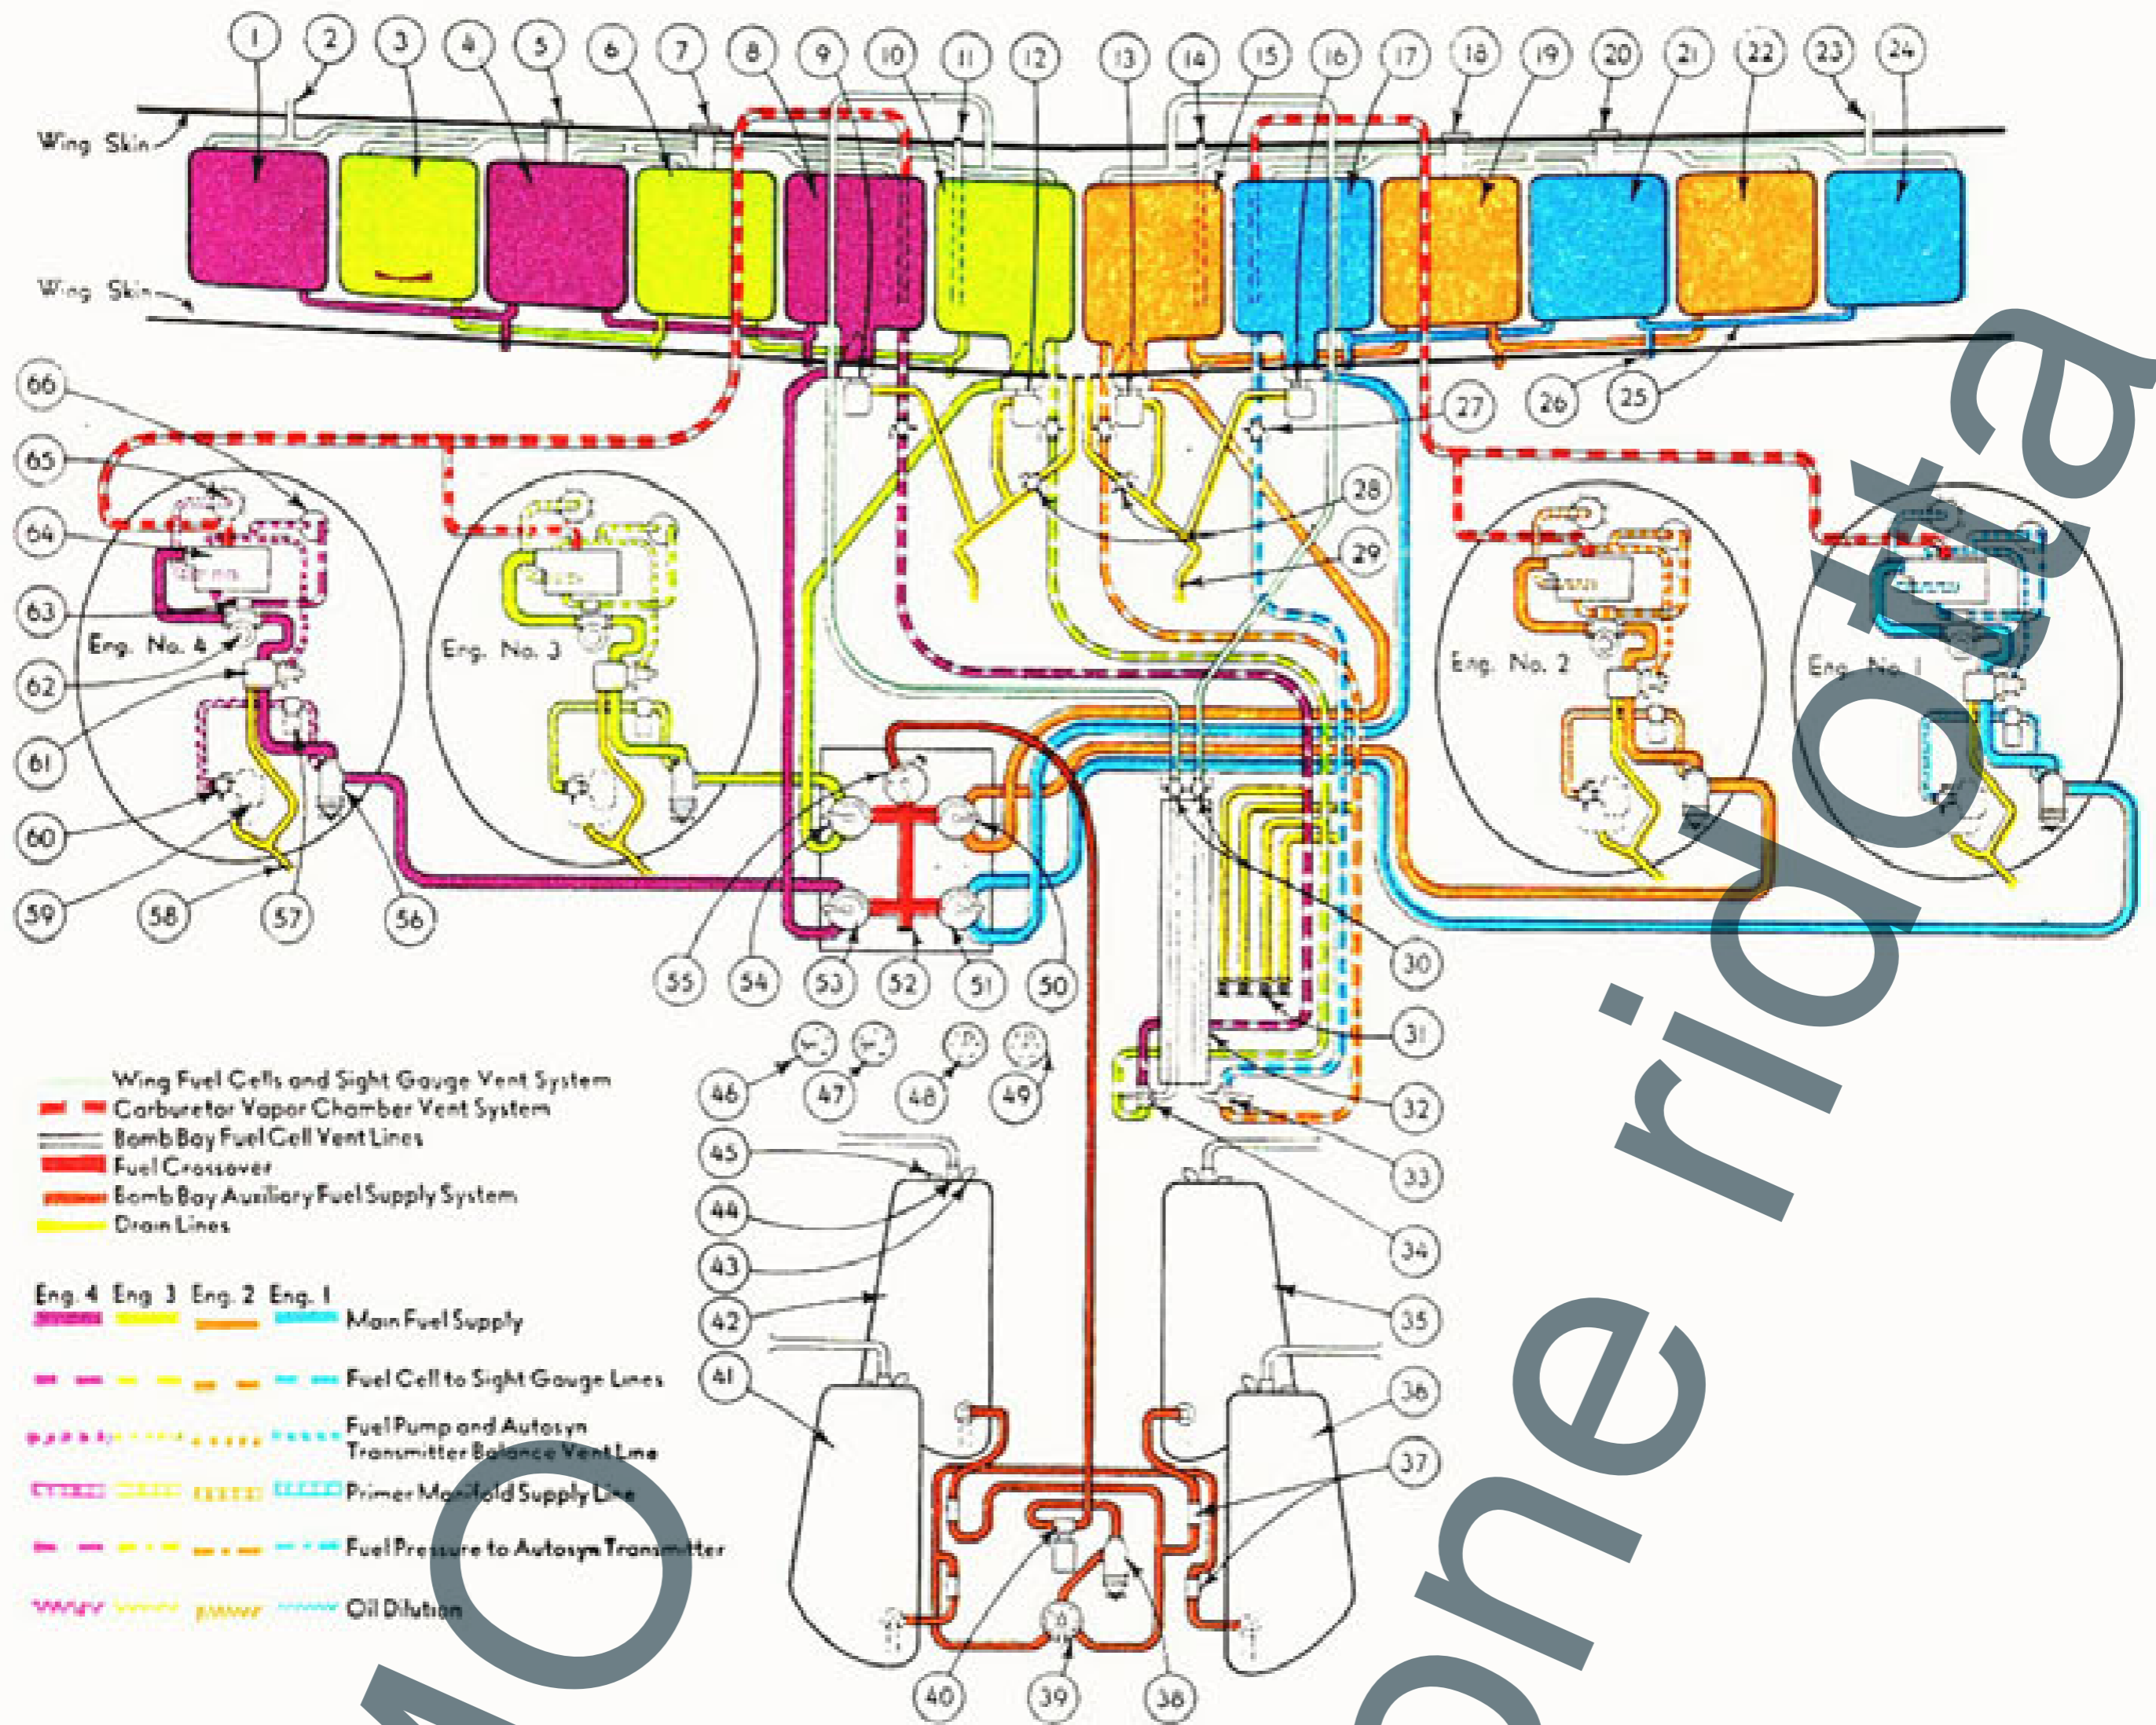 1 2 3 4 5 6 7 8 9 10 11 12 13 14 15 16 17 18 19 20 21 22 23 24
Wing Skin
Wing Skin
66
65
64
63
62
61
60
59 58 57 56
27 26 25
28
29
Eng. No. 4
Eng. No. 3
Eng. No. 2
Eng. No. 1
55 54 53 52 51 50
30
31
32
33
34
35
36
37
46 47 48 49
45
44
43
42
41
40 39 38
Wing Fuel Cells and Sight Gauge Vent System
Carburetor Vapor Chamber Vent System
Bomb Bay Fuel Cell Vent Lines
Fuel Crossover
Bomb Bay Auxiliary Fuel Supply System
Drain Lines
Eng. 4 Eng 3 Eng. 2 Eng. 1
Main Fuel Supply
Fuel Cell to Sight Gauge Lines
Fuel Pump and Autosyn
Transmitter Balance Vent Line
Primer Manifold Supply Line
Fuel Pressure to Autosyn Transmitter
Oil Dilution
one ridotta